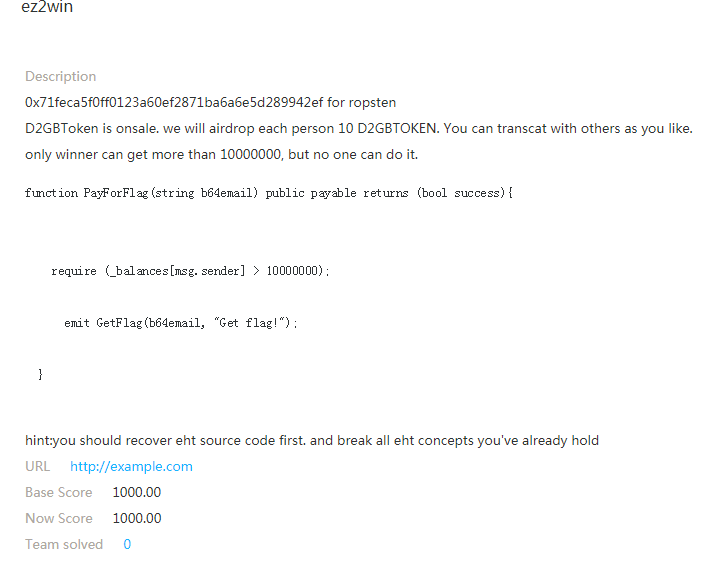 ez2win
Description
0x71feca5f0ff0123a60ef2871ba6a6e5d289942ef for ropsten
D2GBToken is onsale. we will airdrop each person 10 D2GBTOKEN. You can transcat with others as you like.
only winner can get more than 10000000, but no one can do it.
function PayForFlag(string b64email) public payable returns (bool success){
require (_balances[msg.sender] > 10000000);
emit GetFlag(b64email, "Get flag!");
}
hint:you should recover eht source code first. and break all eht concepts you've already hold
URL http://example.com
Base Score 1000.00
Now Score 1000.00
Team solved 0